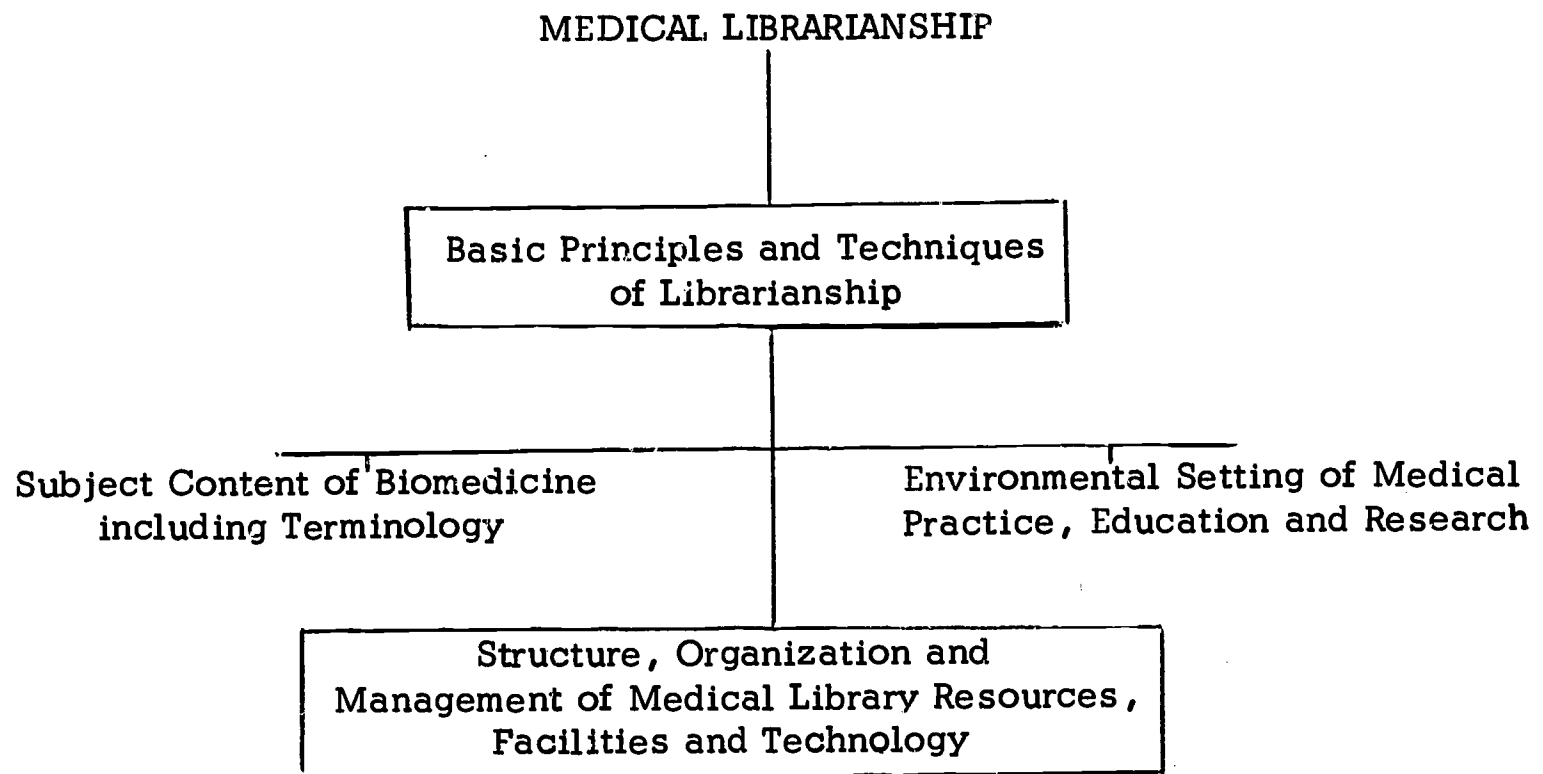 MEDICAL LIBRARIANSHIP
Basic Principles and Techniques
of Librarianship
Subject Content of Biomedicine
including Terminology
Environmental Setting of Medical
Practice, Education and Research
Structure, Organization and
Management of Medical Library Resources,
Facilities and Technology